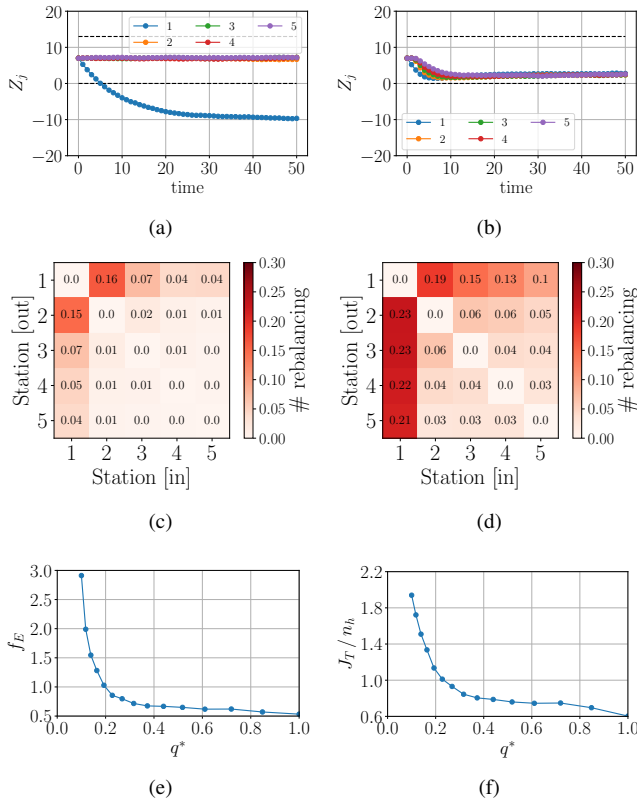 20
10
0
−10
−20
Z_j
1
2
3
4
5
0 10 20 30 40 50
time
(a)
20
10
0
−10
−20
Z_j
1
2
3
4
5
0 10 20 30 40 50
time
(b)
Station [out]
1 0.0 0.16 0.07 0.04 0.04
2 0.15 0.0 0.02 0.01 0.01
3 0.07 0.01 0.0 0.01 0.0
4 0.05 0.01 0.01 0.0 0.0
5 0.04 0.01 0.0 0.0 0.0
1 2 3 4 5
Station [in]
0.30
0.25
0.20
0.15
0.10
0.05
0.00
# rebalancing
(c)
Station [out]
1 0.0 0.19 0.15 0.13 0.1
2 0.23 0.0 0.06 0.06 0.05
3 0.23 0.06 0.0 0.04 0.04
4 0.22 0.04 0.04 0.0 0.03
5 0.21 0.03 0.03 0.03 0.0
1 2 3 4 5
Station [in]
0.30
0.25
0.20
0.15
0.10
0.05
0.00
# rebalancing
(d)
3.0
2.5
2.0
1.5
1.0
0.5
f_E
0.0 0.2 0.4 0.6 0.8 1.0
q*
(e)
2.2
1.8
1.4
1.0
0.6
J_T / n_h
0.0 0.2 0.4 0.6 0.8 1.0
q*
(f)